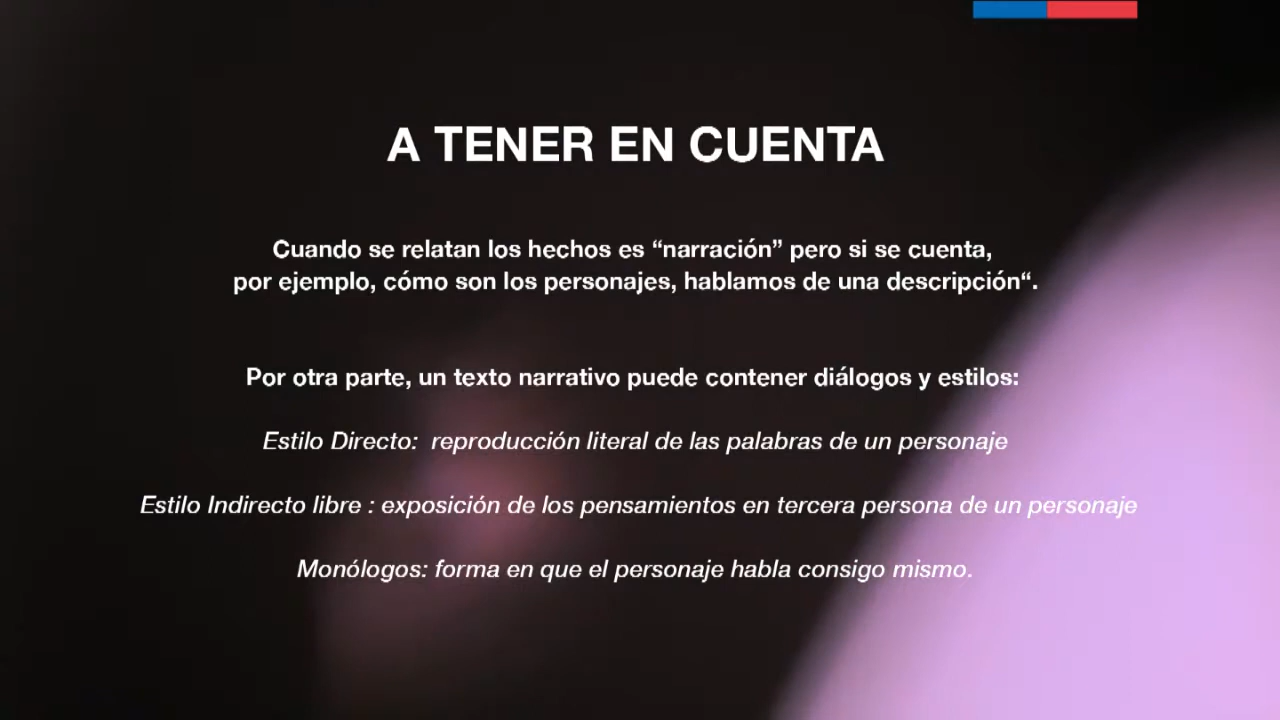 A TENER EN CUENTA
Cuando se relatan los hechos es “narración” pero si se cuenta,
por ejemplo, cómo son los personajes, hablamos de una descripción“.
Por otra parte, un texto narrativo puede contener diálogos y estilos:
Estilo Directo:  reproducción literal de las palabras de un personaje
Estilo Indirecto libre : exposición de los pensamientos en tercera persona de un personaje
Monólogos: forma en que el personaje habla consigo mismo.